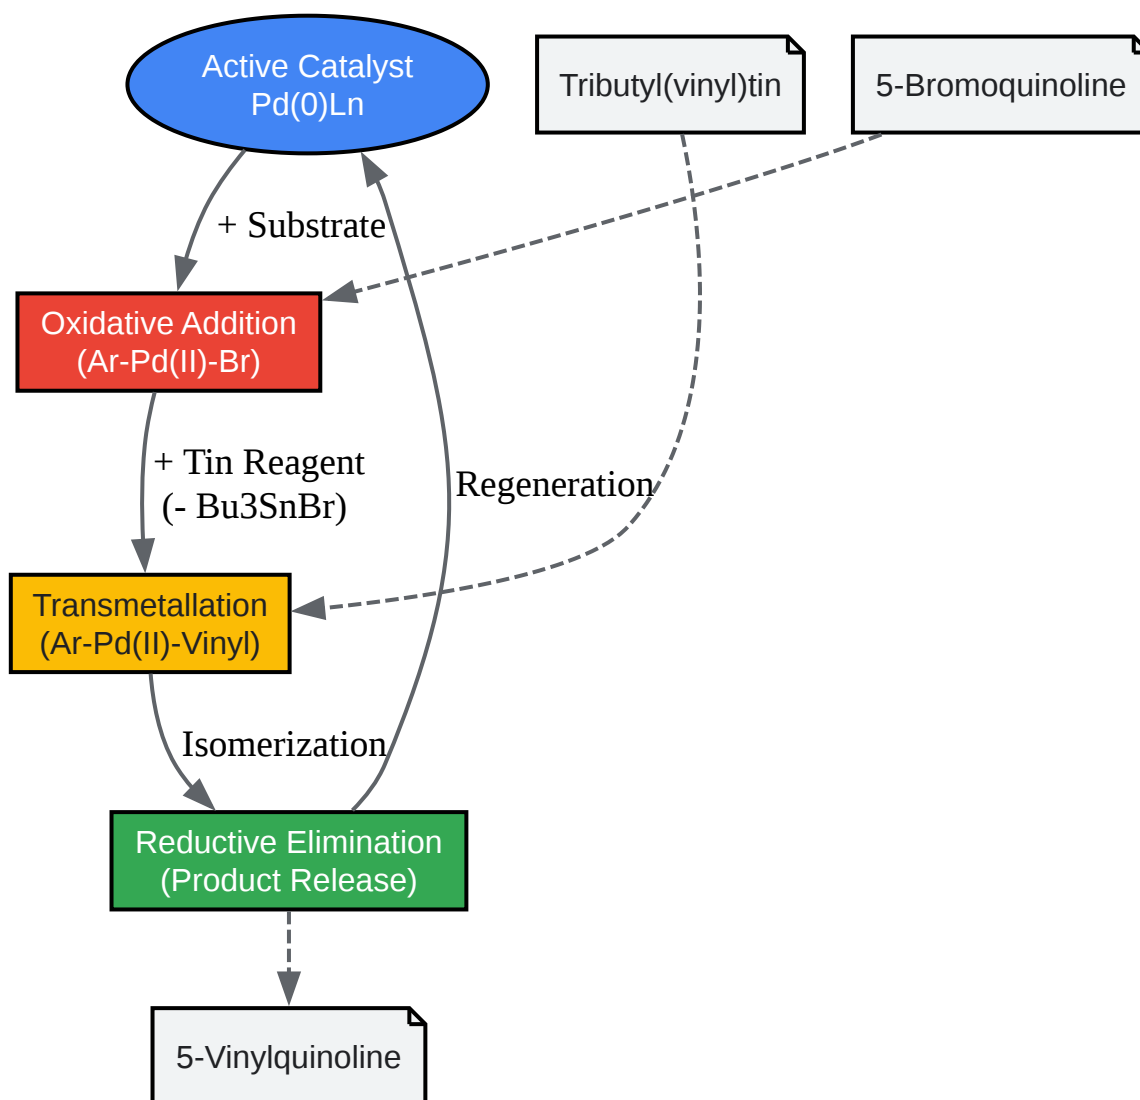 Active Catalyst
Pd(0)Ln
Tributyl(vinyl)tin
5-Bromoquinoline
+ Substrate
Oxidative Addition
(Ar-Pd(II)-Br)
+ Tin Reagent
(- Bu3SnBr)
Regeneration
Transmetallation
(Ar-Pd(II)-Vinyl)
Isomerization
Reductive Elimination
(Product Release)
5-Vinylquinoline